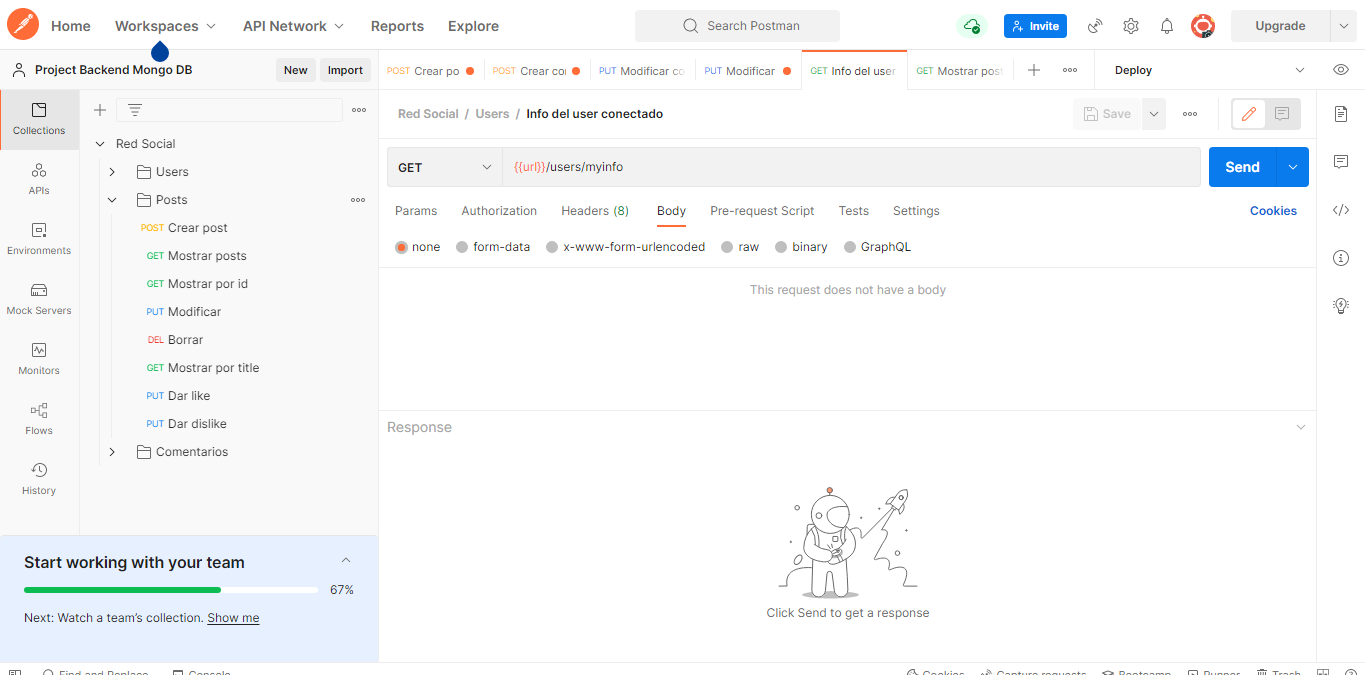 Home Workspaces API Network Reports Explore Search Postman Invite Upgrade
Project Backend Mongo DB New Import
POST Crear po POST Crear co PUT Modificar co PUT Modificar GET Info del user GET Mostrar post Deploy
Collections
APIs
Environments
Mock Servers
Monitors
Flows
History
Red Social
Users
Posts
POST Crear post
GET Mostrar posts
GET Mostrar por id
PUT Modificar
DEL Borrar
GET Mostrar por title
PUT Dar like
PUT Dar dislike
Comentarios
Start working with your team
67%
Next: Watch a team's collection. Show me
Red Social / Users / Info del user conectado Save
GET {{url}}/users/myinfo Send
Params Authorization Headers (8) Body Pre-request Script Tests Settings Cookies
none form-data x-www-form-urlencoded raw binary GraphQL
This request does not have a body
Response
Click Send to get a response
Find and Replace Console Cookies Capture requests Bootcamp Runner Trash